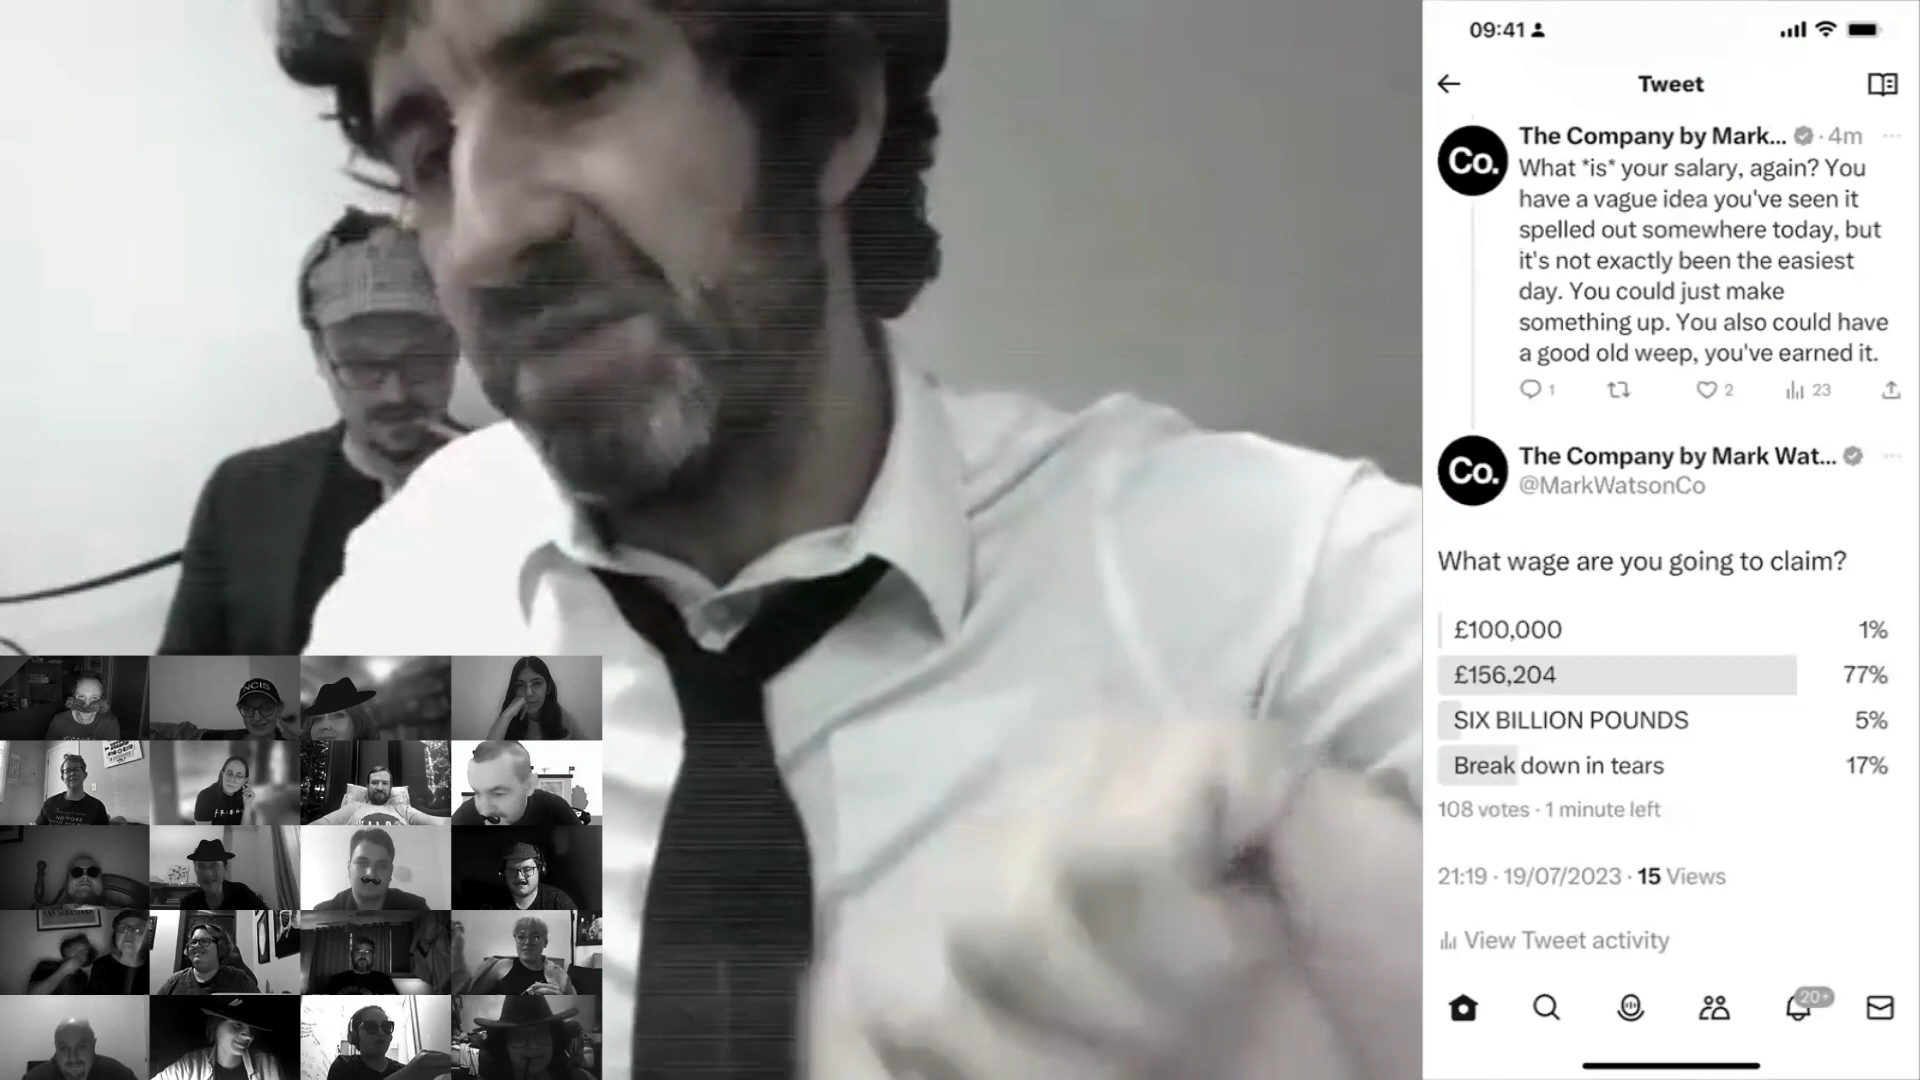 09:41
Tweet
Co.
The Company by Mark... · 4m ...
What *is* your salary, again? You
have a vague idea you've seen it
spelled out somewhere today, but
it's not exactly been the easiest
day. You could just make
something up. You also could have
a good old weep, you've earned it.
1 2 23
Co.
The Company by Mark Wat... ...
@MarkWatsonCo
What wage are you going to claim?
£100,000 1%
£156,204 77%
SIX BILLION POUNDS 5%
Break down in tears 17%
108 votes · 1 minute left
21:19 · 19/07/2023 · 15 Views
View Tweet activity
20+
NCIS